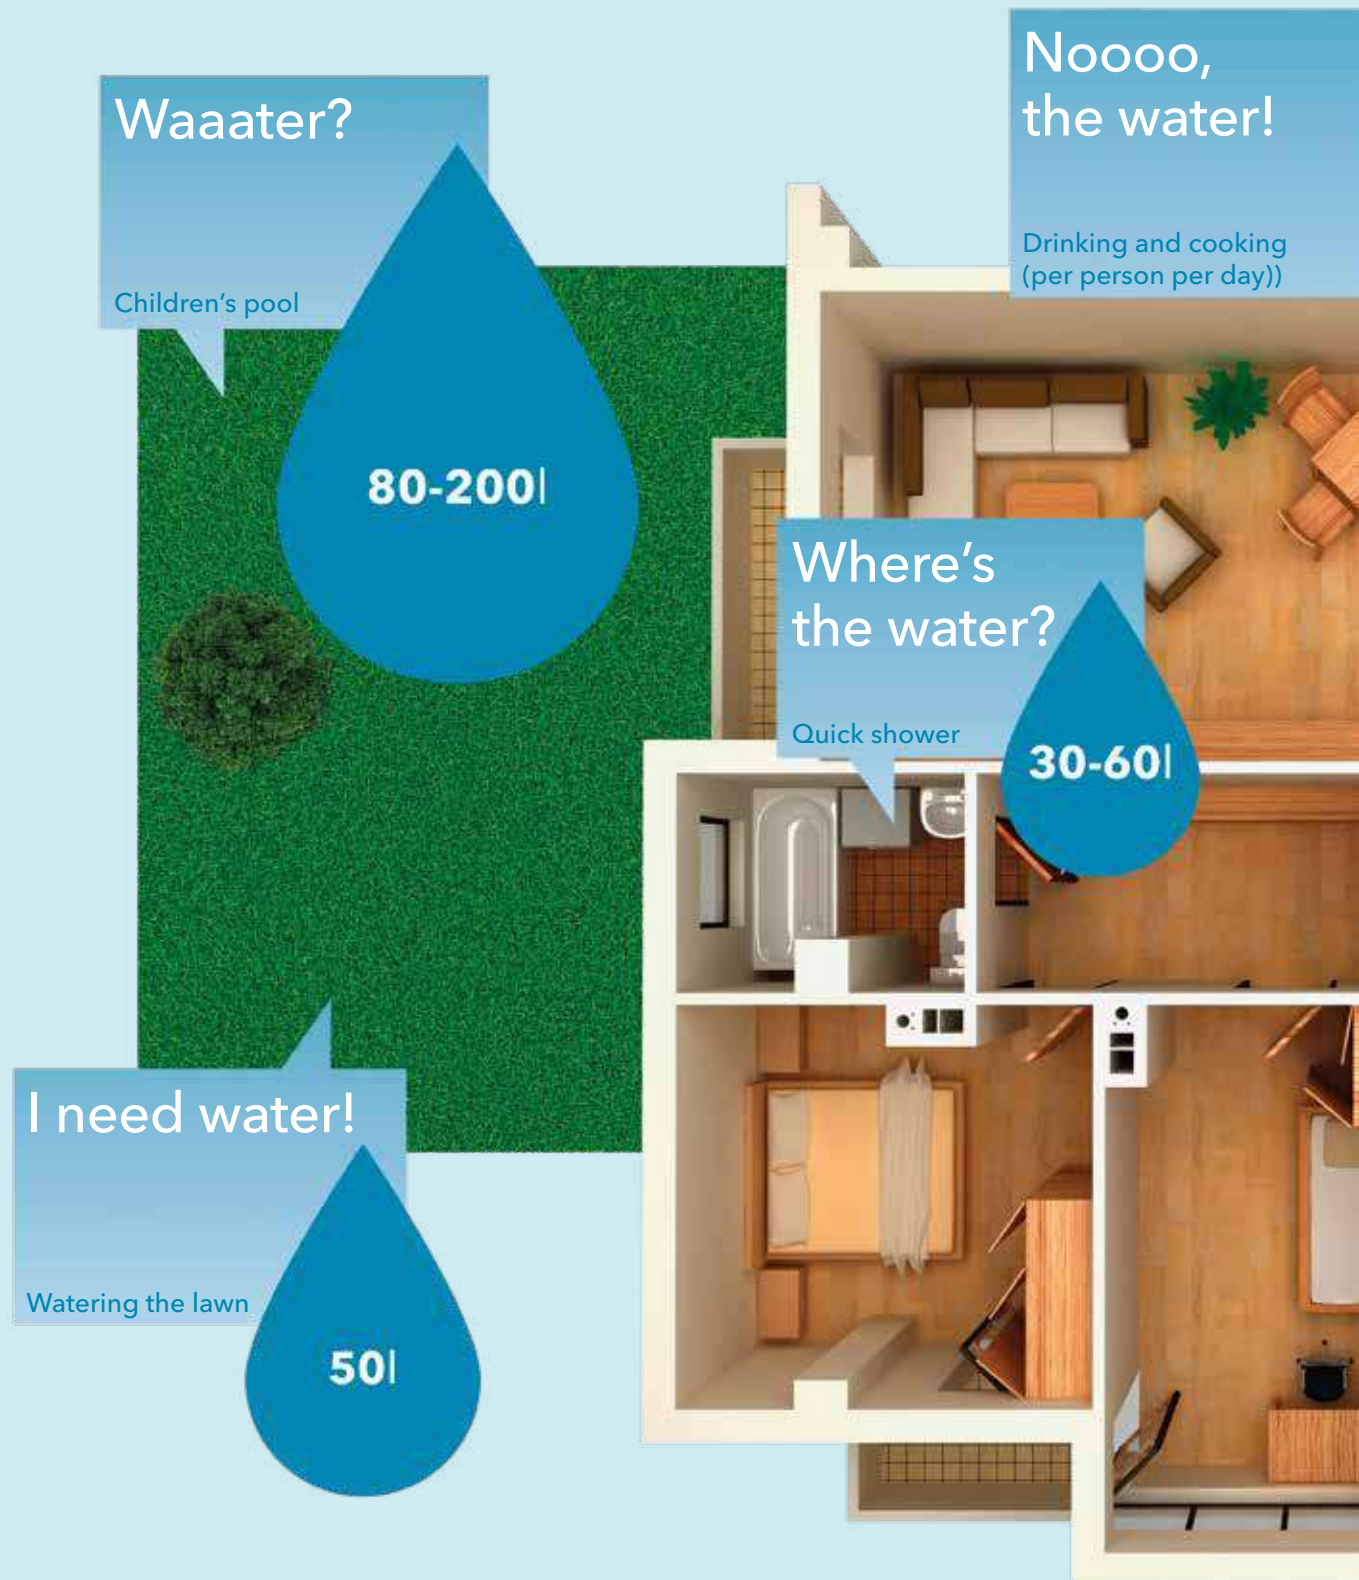 Waaater?
Children's pool
80-200l
Noooo,
the water!
Drinking and cooking
(per person per day))
Where's
the water?
Quick shower
30-60l
I need water!
Watering the lawn
50l